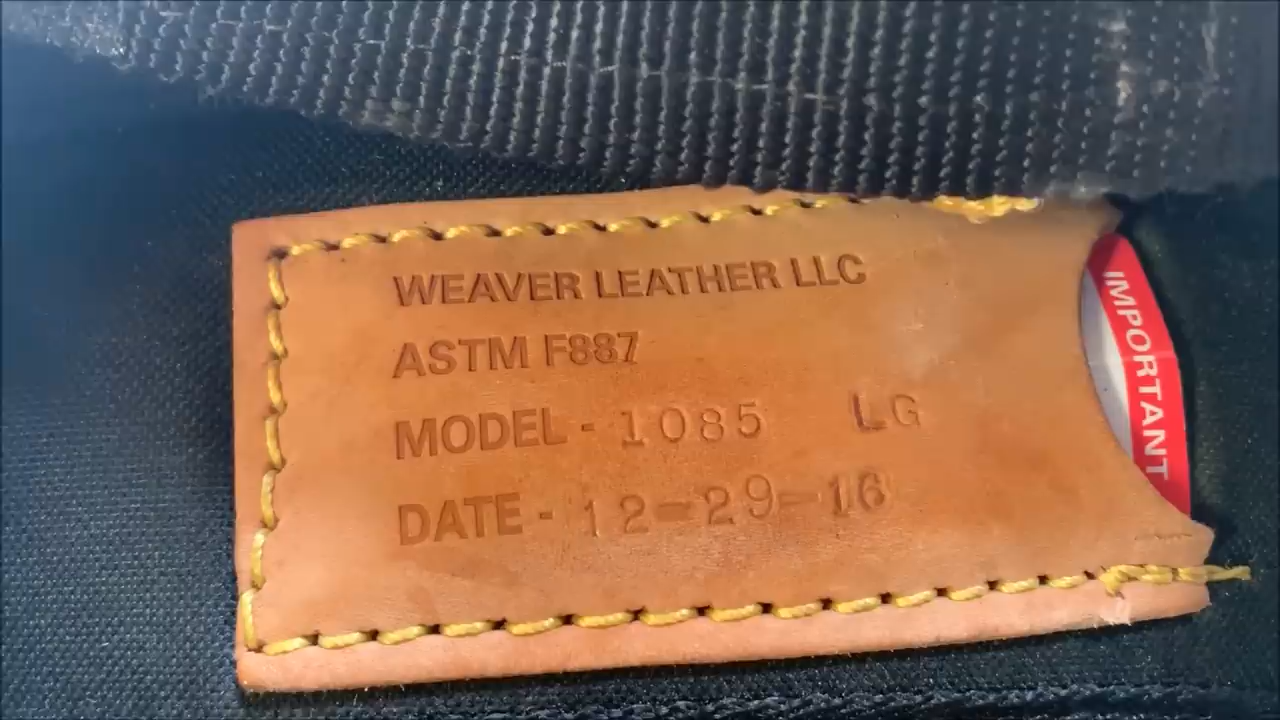 WEAVER LEATHER LLC
ASTM F887
MODEL - 1085 LG
DATE - 12-29-16
IMPORTANT